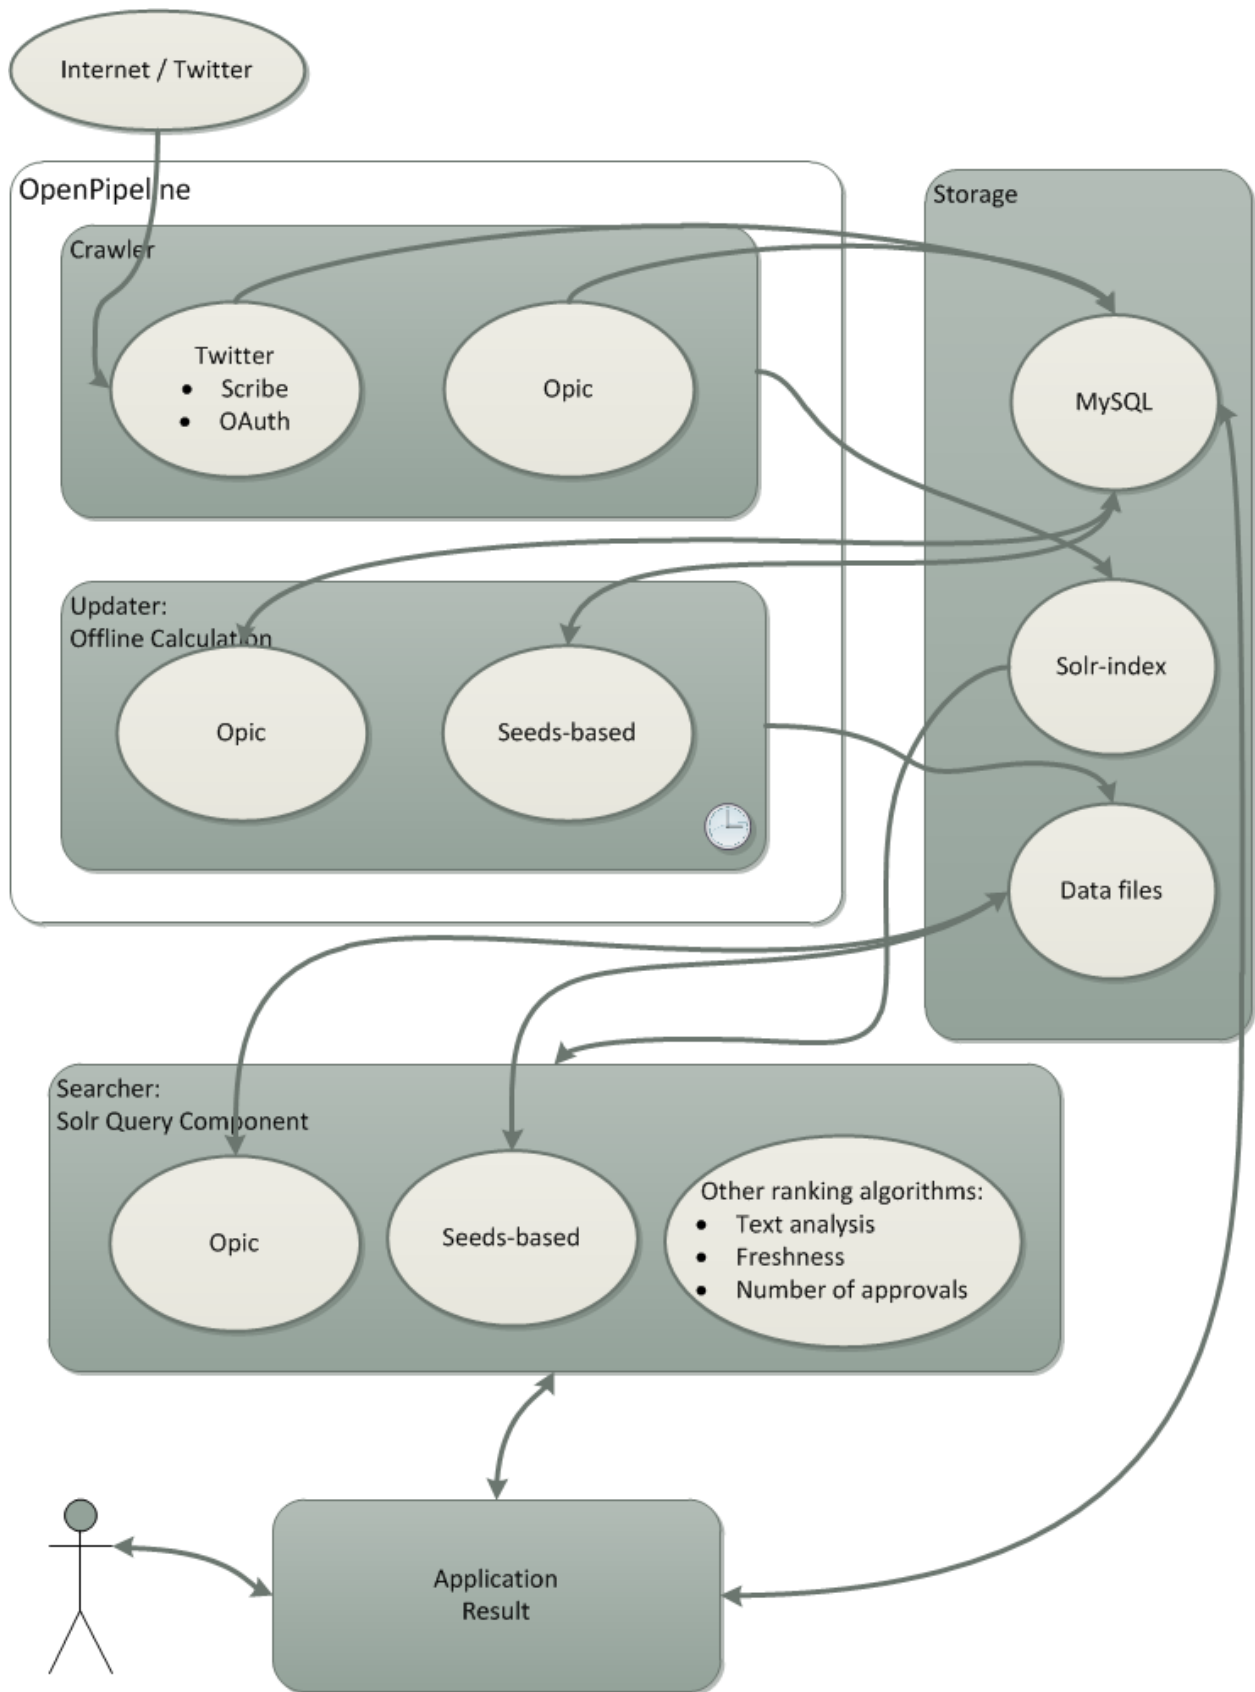 Internet / Twitter
OpenPipeline
Storage
Crawler
Twitter
• Scribe
• OAuth
Opic
MySQL
Updater:
Offline Calculation
Opic
Seeds-based
Solr-index
Data files
Searcher:
Solr Query Component
Opic
Seeds-based
Other ranking algorithms:
• Text analysis
• Freshness
• Number of approvals
Application
Result